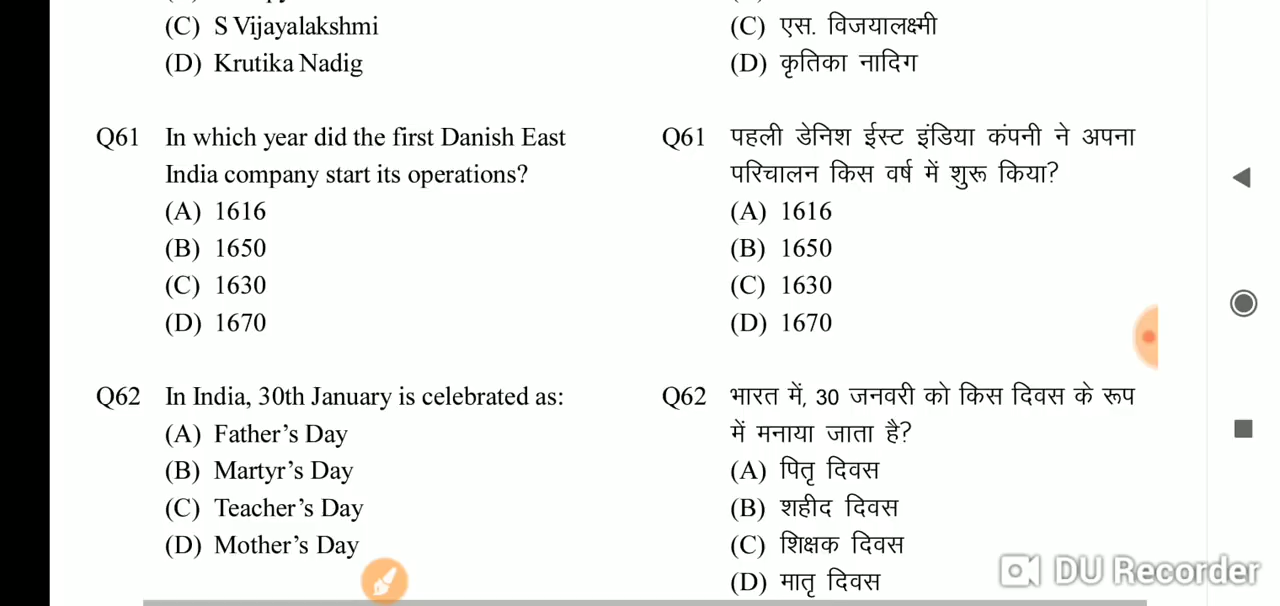 (C) S Vijayalakshmi
(D) Krutika Nadig
Q61 In which year did the first Danish East
India company start its operations?
(A) 1616
(B) 1650
(C) 1630
(D) 1670
Q62 In India, 30th January is celebrated as:
(A) Father’s Day
(B) Martyr’s Day
(C) Teacher’s Day
(D) Mother’s Day
(C) एस. विजयालक्ष्मी
(D) कृतिका नादिग
Q61 पहली डेनिश ईस्ट इंडिया कंपनी ने अपना
परिचालन किस वर्ष में शुरू किया?
(A) 1616
(B) 1650
(C) 1630
(D) 1670
Q62 भारत में, 30 जनवरी को किस दिवस के रूप
में मनाया जाता है?
(A) पितृ दिवस
(B) शहीद दिवस
(C) शिक्षक दिवस
(D) मातृ दिवस
DU Recorder